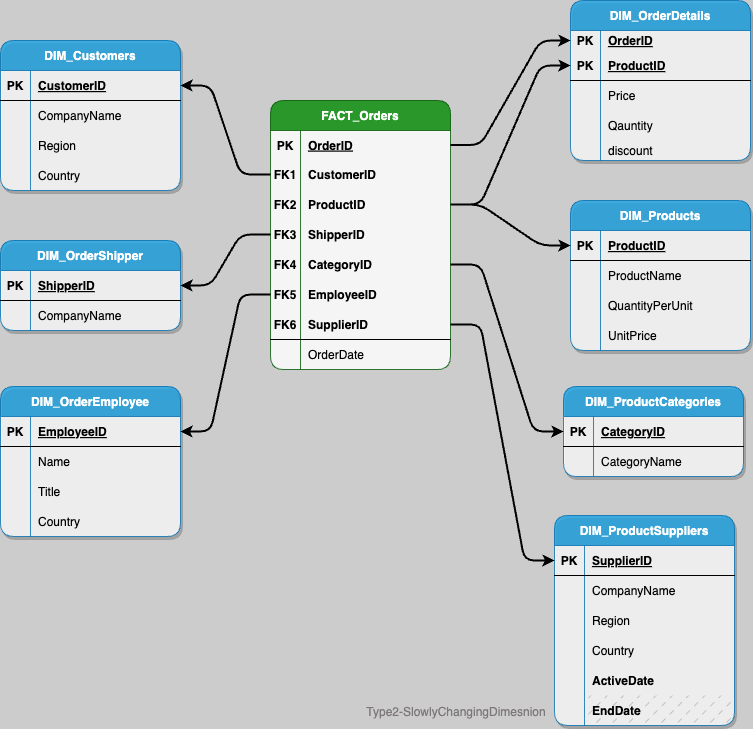 DIM_Customers
PK CustomerID
CompanyName
Region
Country
DIM_OrderShipper
PK ShipperID
CompanyName
DIM_OrderEmployee
PK EmployeeID
Name
Title
Country
FACT_Orders
PK OrderID
FK1 CustomerID
FK2 ProductID
FK3 ShipperID
FK4 CategoryID
FK5 EmployeeID
FK6 SupplierID
OrderDate
DIM_OrderDetails
PK OrderID
PK ProductID
Price
Qauntity
discount
DIM_Products
PK ProductID
ProductName
QuantityPerUnit
UnitPrice
DIM_ProductCategories
PK CategoryID
CategoryName
DIM_ProductSuppliers
PK SupplierID
CompanyName
Region
Country
ActiveDate
EndDate
Type2-SlowlyChangingDimesnion